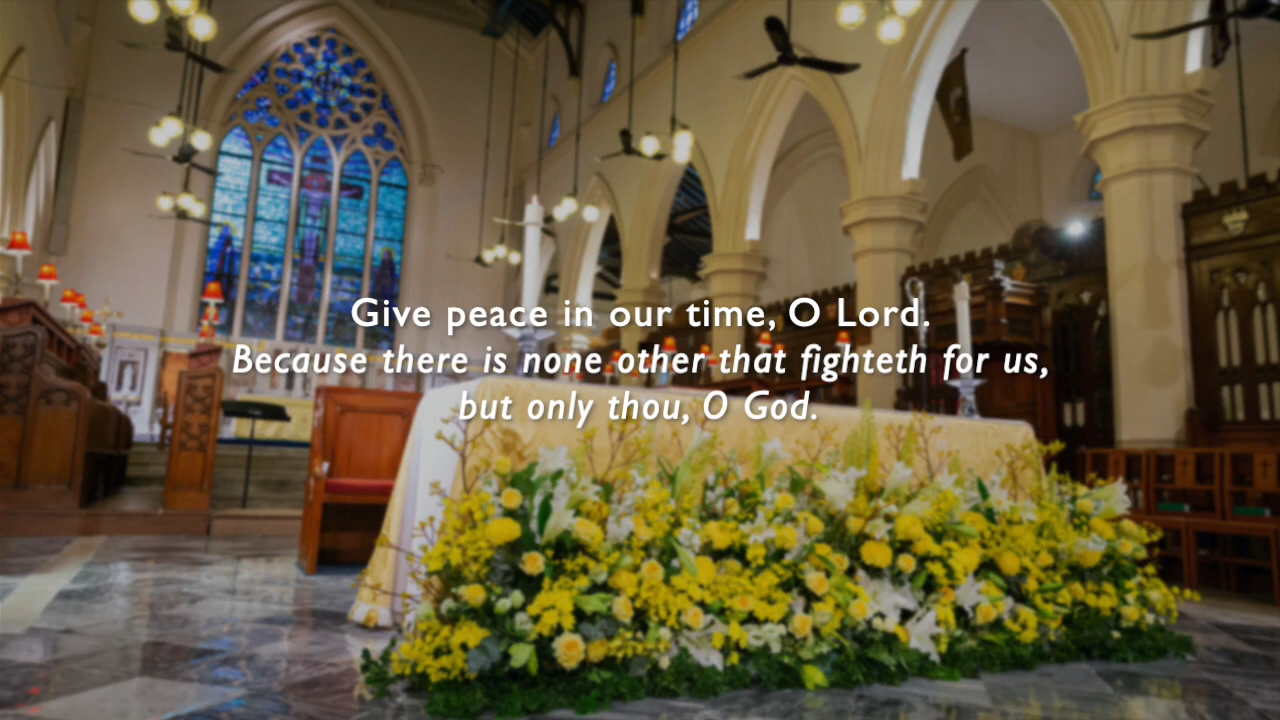 Give peace in our time, O Lord.
Because there is none other that fighteth for us,
but only thou, O God.